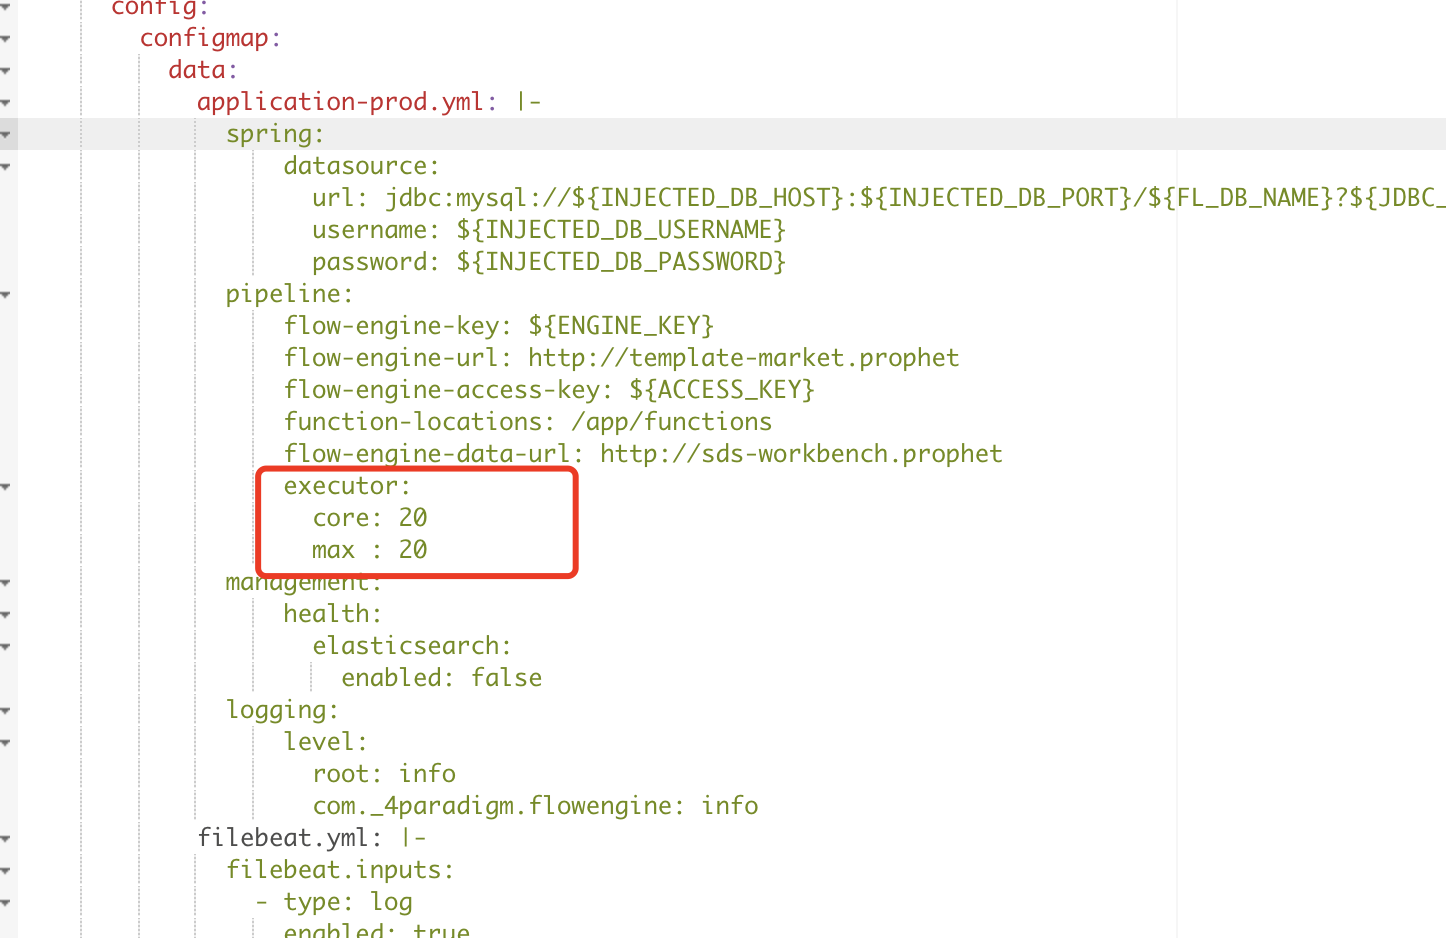 config:
configmap:
data:
application-prod.yml: |-
spring:
datasource:
url: jdbc:mysql://${INJECTED_DB_HOST}:${INJECTED_DB_PORT}/${FL_DB_NAME}?${JDBC_
username: ${INJECTED_DB_USERNAME}
password: ${INJECTED_DB_PASSWORD}
pipeline:
flow-engine-key: ${ENGINE_KEY}
flow-engine-url: http://template-market.prophet
flow-engine-access-key: ${ACCESS_KEY}
function-locations: /app/functions
flow-engine-data-url: http://sds-workbench.prophet
executor:
core: 20
max : 20
management:
health:
elasticsearch:
enabled: false
logging:
level:
root: info
com._4paradigm.flowengine: info
filebeat.yml: |-
filebeat.inputs:
- type: log
enabled: true